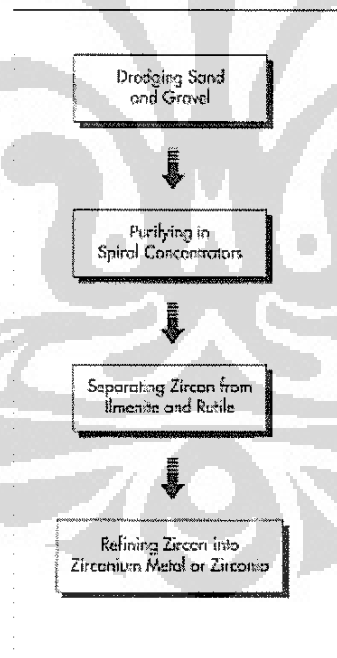 Dredging Sand
and Gravel
Purifying in
Spiral Concentrators
Separating Zircon from
Ilmenite and Rutile
Refining Zircon into
Zirconium Metal or Zirconia